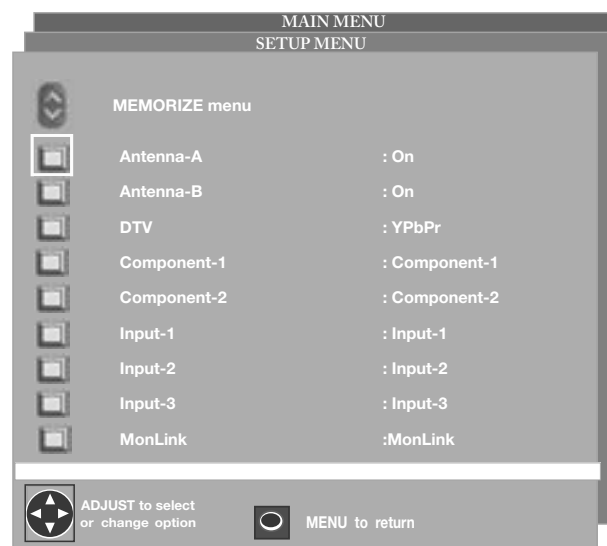 MAIN MENU
SETUP MENU
MEMORIZE menu
Antenna-A : On
Antenna-B : On
DTV : YPbPr
Component-1 : Component-1
Component-2 : Component-2
Input-1 : Input-1
Input-2 : Input-2
Input-3 : Input-3
MonLink :MonLink
ADJUST to select
or change option
MENU to return